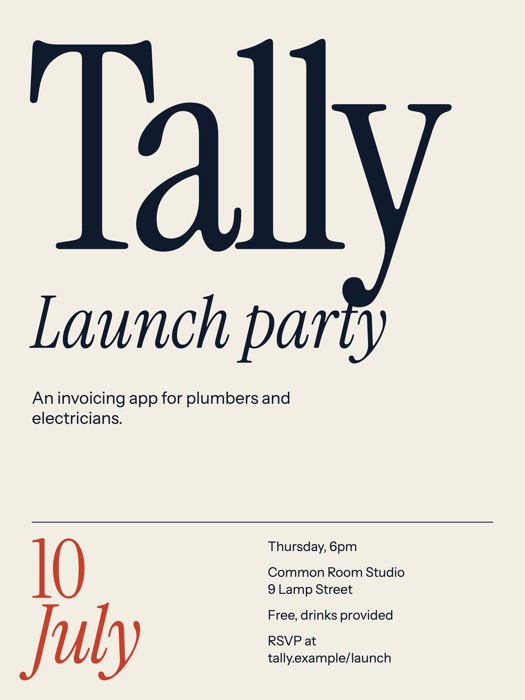 Tally
Launch party
An invoicing app for plumbers and
electricians.
10
July
Thursday, 6pm
Common Room Studio
9 Lamp Street
Free, drinks provided
RSVP at
tally.example/launch